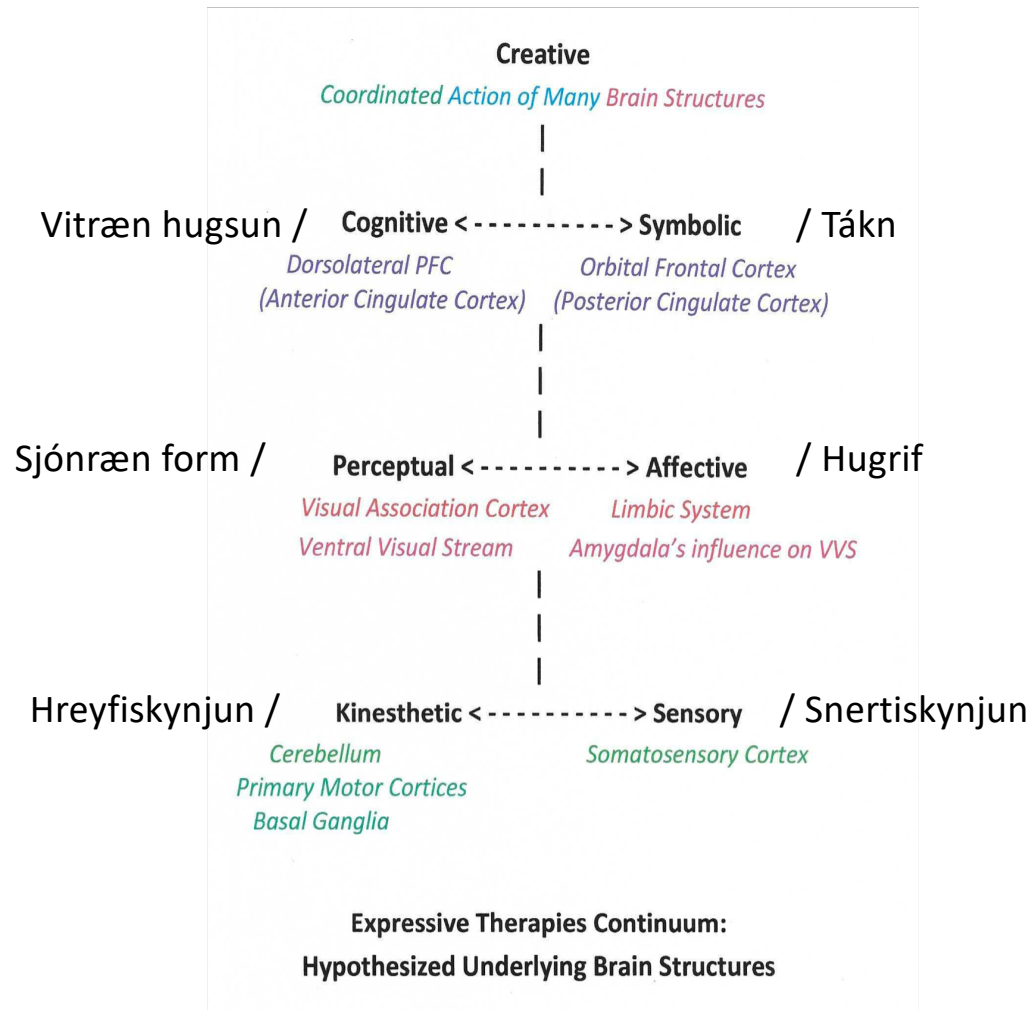 Creative
Coordinated Action of Many Brain Structures
Vitræn hugsun / Cognitive <----------> Symbolic / Tákn
Dorsolateral PFC Orbital Frontal Cortex
(Anterior Cingulate Cortex) (Posterior Cingulate Cortex)
Sjónræn form / Perceptual <----------> Affective / Hugrif
Visual Association Cortex Limbic System
Ventral Visual Stream Amygdala’s influence on VVS
Hreyfiskynjun / Kinesthetic <----------> Sensory / Snertiskynjun
Cerebellum Somatosensory Cortex
Primary Motor Cortices
Basal Ganglia
Expressive Therapies Continuum:
Hypothesized Underlying Brain Structures